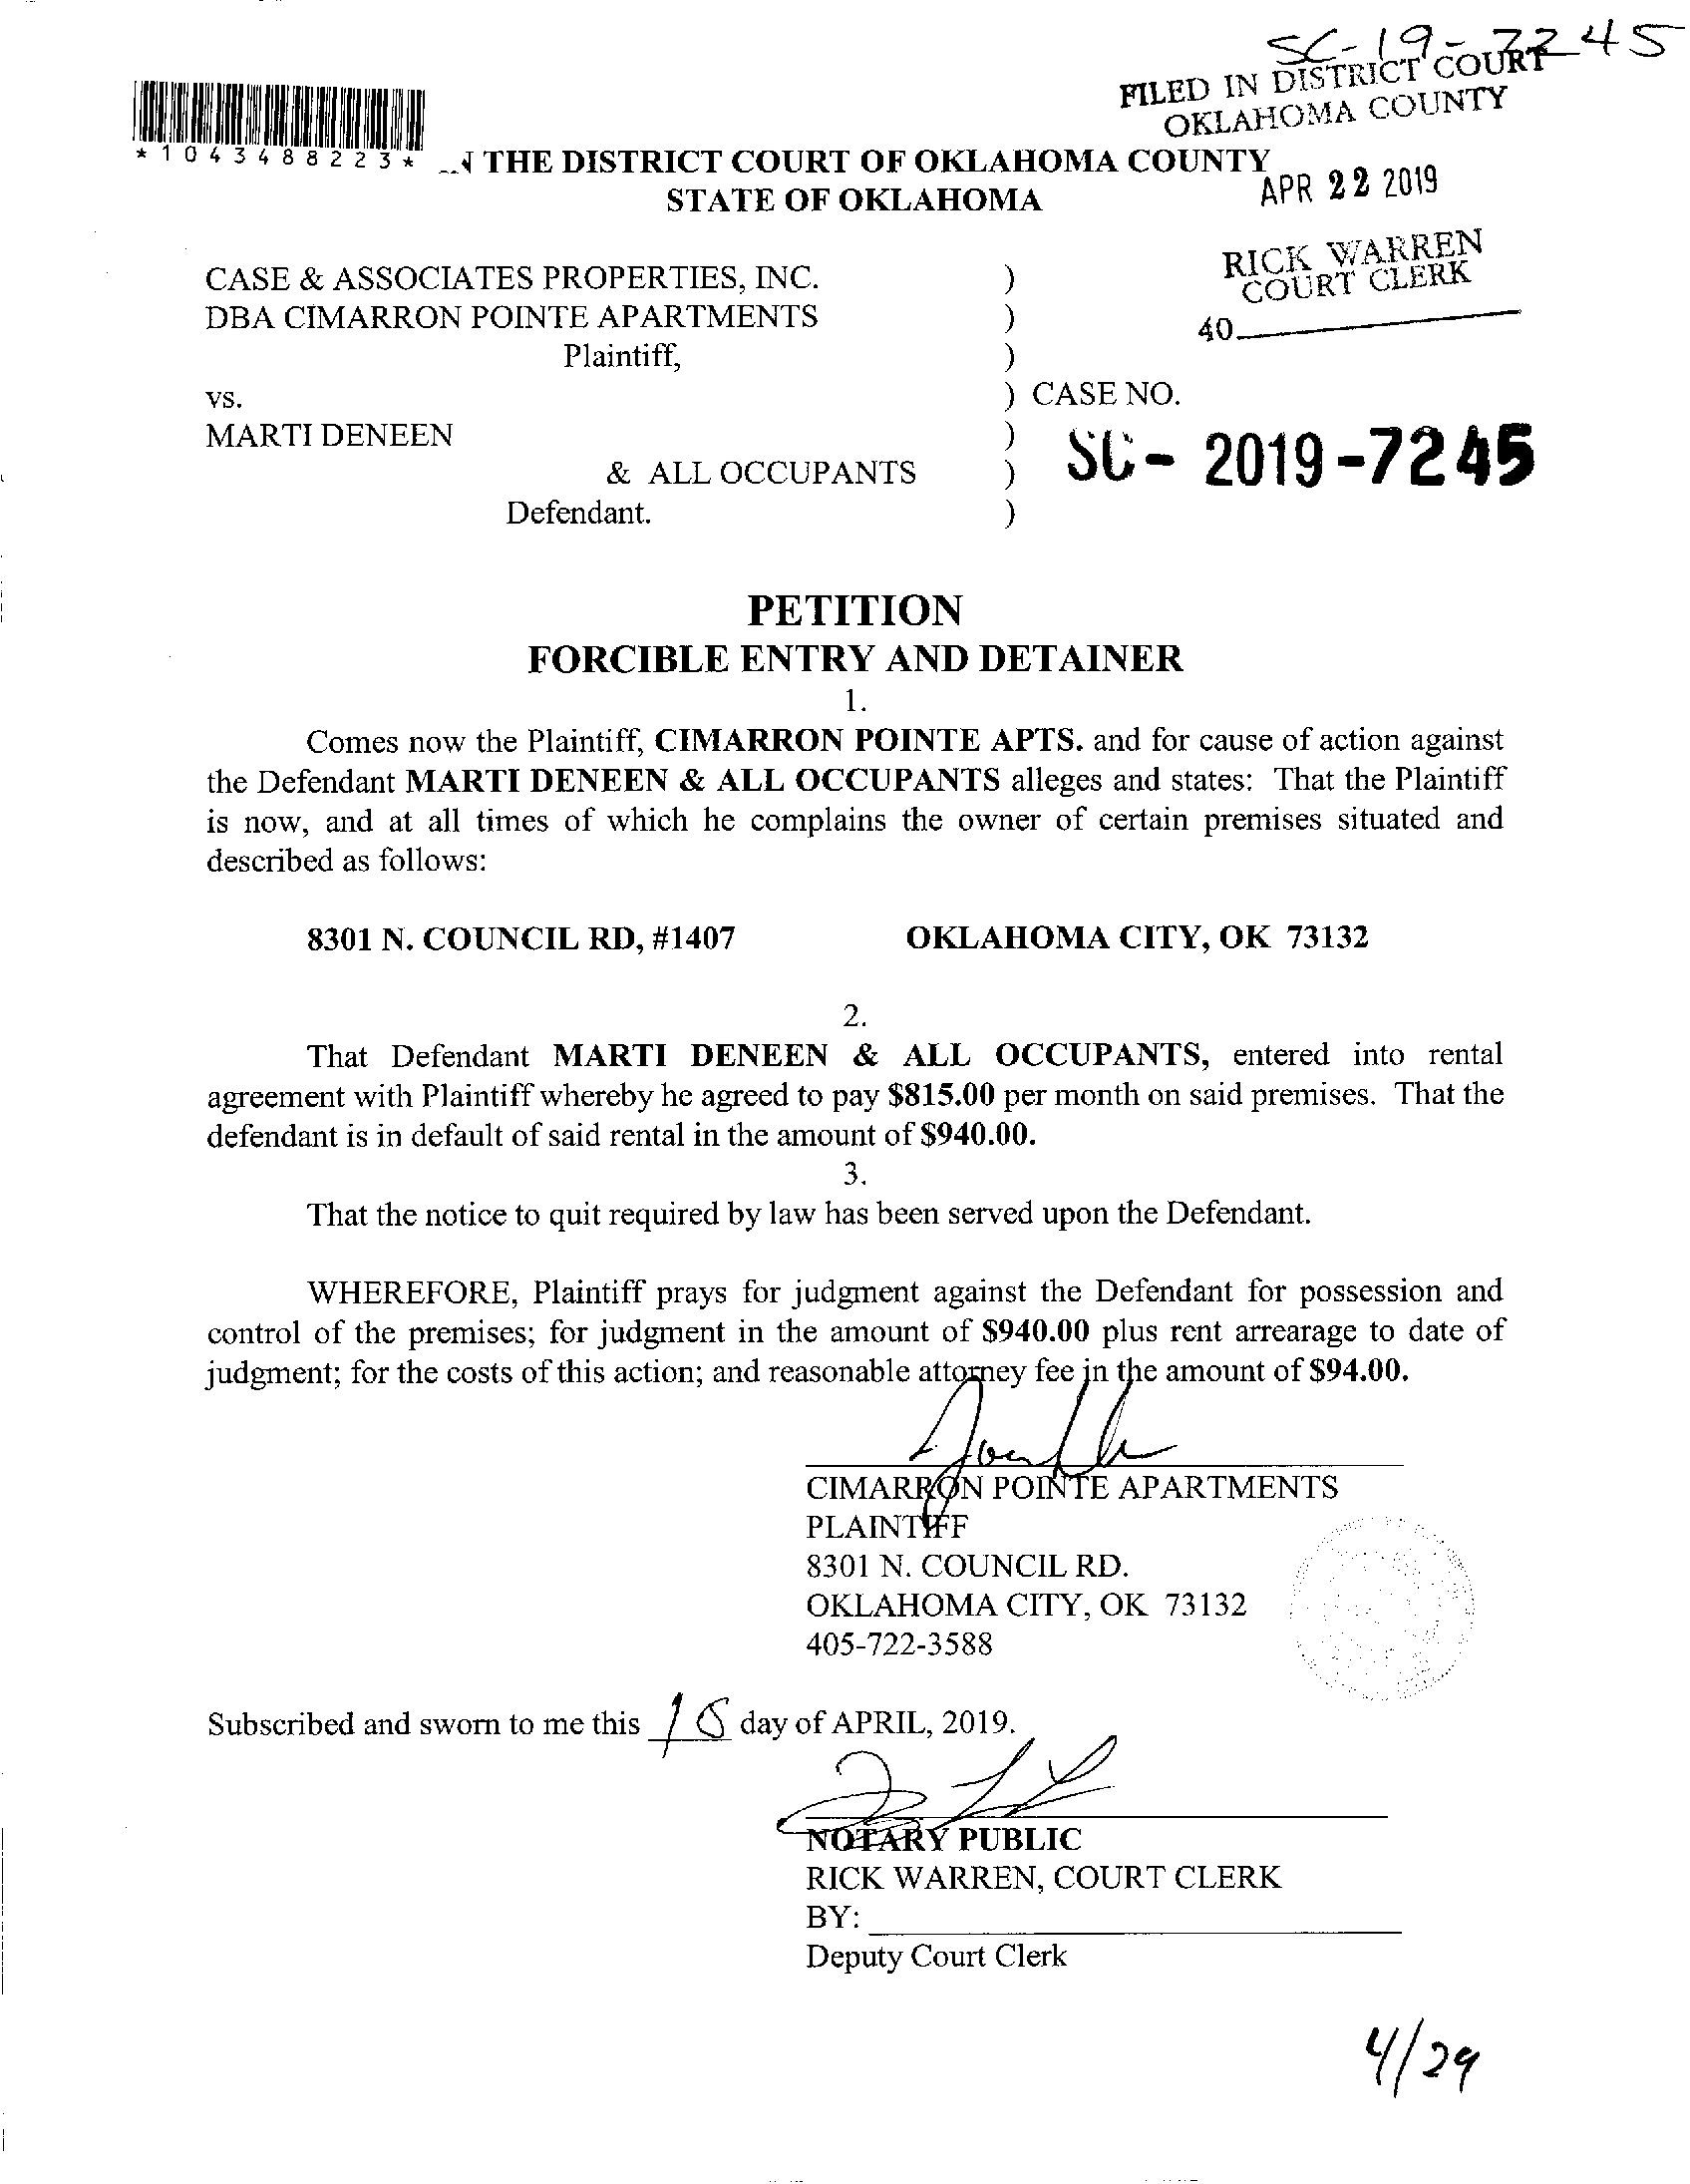 SC-19-7245
FILED IN DISTRICT COURT
OKLAHOMA COUNTY
*1043488223*
THE DISTRICT COURT OF OKLAHOMA COUNTY
STATE OF OKLAHOMA
APR 22 2019
RICK WARREN
COURT CLERK
40
CASE & ASSOCIATES PROPERTIES, INC. )
DBA CIMARRON POINTE APARTMENTS )
Plaintiff, )
vs. ) CASE NO.
MARTI DENEEN )
& ALL OCCUPANTS ) SC- 2019-7245
Defendant. )
PETITION
FORCIBLE ENTRY AND DETAINER
1.
Comes now the Plaintiff, CIMARRON POINTE APTS. and for cause of action against
the Defendant MARTI DENEEN & ALL OCCUPANTS alleges and states: That the Plaintiff
is now, and at all times of which he complains the owner of certain premises situated and
described as follows:
8301 N. COUNCIL RD, #1407 OKLAHOMA CITY, OK 73132
2.
That Defendant MARTI DENEEN & ALL OCCUPANTS, entered into rental
agreement with Plaintiff whereby he agreed to pay $815.00 per month on said premises. That the
defendant is in default of said rental in the amount of $940.00.
3.
That the notice to quit required by law has been served upon the Defendant.
WHEREFORE, Plaintiff prays for judgment against the Defendant for possession and
control of the premises; for judgment in the amount of $940.00 plus rent arrearage to date of
judgment; for the costs of this action; and reasonable attorney fee in the amount of $94.00.
CIMARRON POINTE APARTMENTS
PLAINTIFF
8301 N. COUNCIL RD.
OKLAHOMA CITY, OK 73132
405-722-3588
Subscribed and sworn to me this day of APRIL, 2019.
NOTARY PUBLIC
RICK WARREN, COURT CLERK
BY:
Deputy Court Clerk
4/29